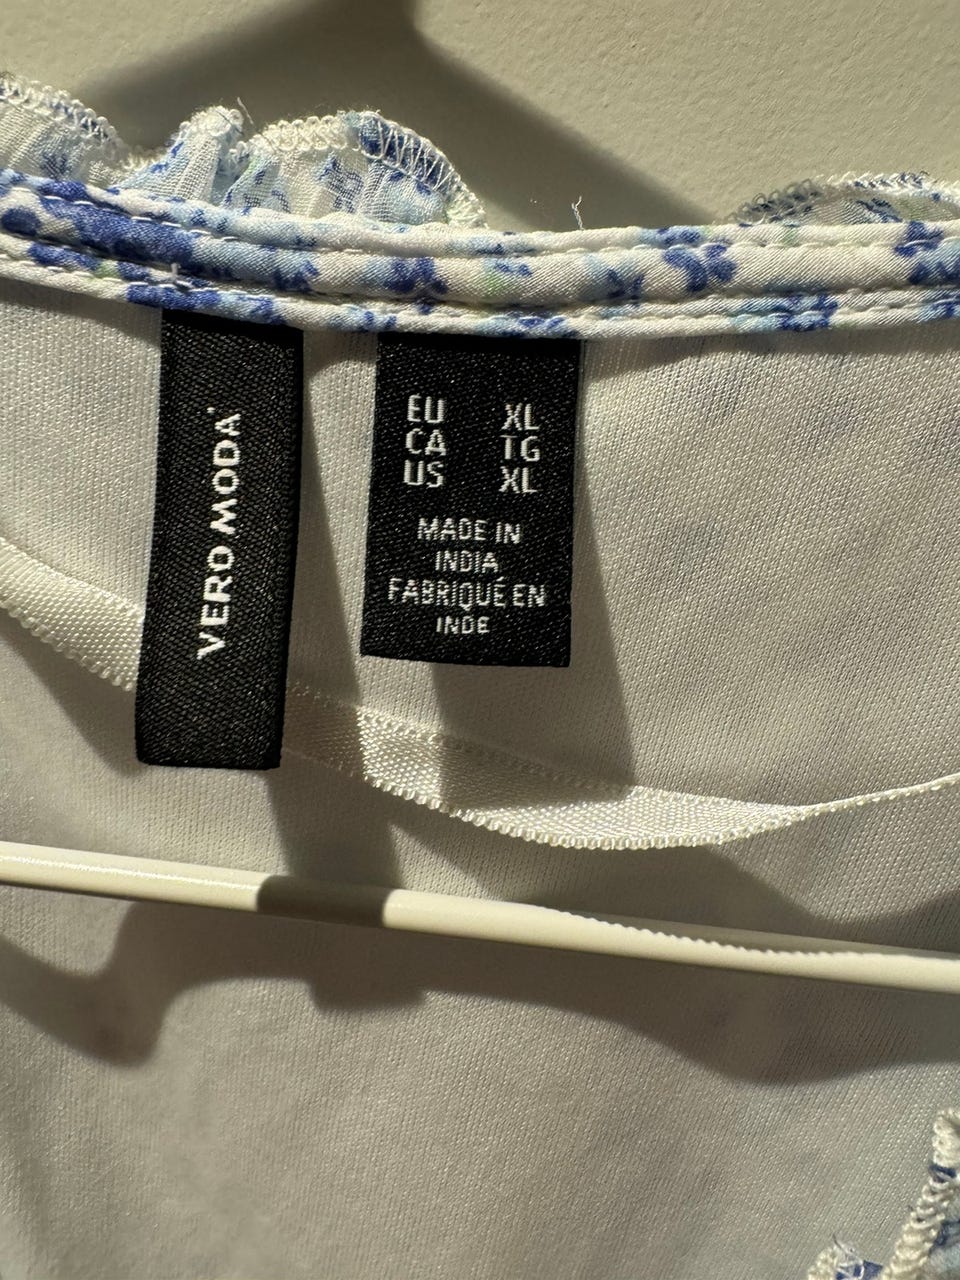 VERO MODA
EU XL
CA TG
US XL
MADE IN
INDIA
FABRIQUÉ EN
INDE